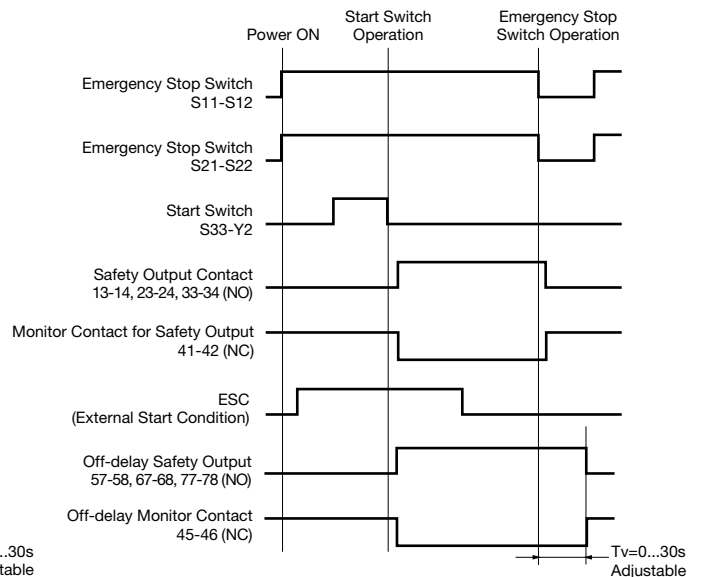 Power ON
Start Switch
Operation
Emergency Stop
Switch Operation
Emergency Stop Switch
S11-S12
Emergency Stop Switch
S21-S22
Start Switch
S33-Y2
Safety Output Contact
13-14, 23-24, 33-34 (NO)
Monitor Contact for Safety Output
41-42 (NC)
ESC
(External Start Condition)
Off-delay Safety Output
57-58, 67-68, 77-78 (NO)
Off-delay Monitor Contact
45-46 (NC)
...30s
table
Tv=0...30s
Adjustable